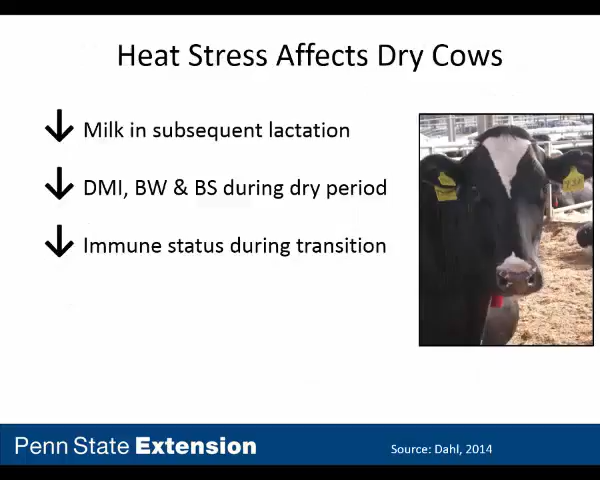 Heat Stress Affects Dry Cows
Milk in subsequent lactation
DMI, BW & BS during dry period
Immune status during transition
Penn State Extension
Source: Dahl, 2014